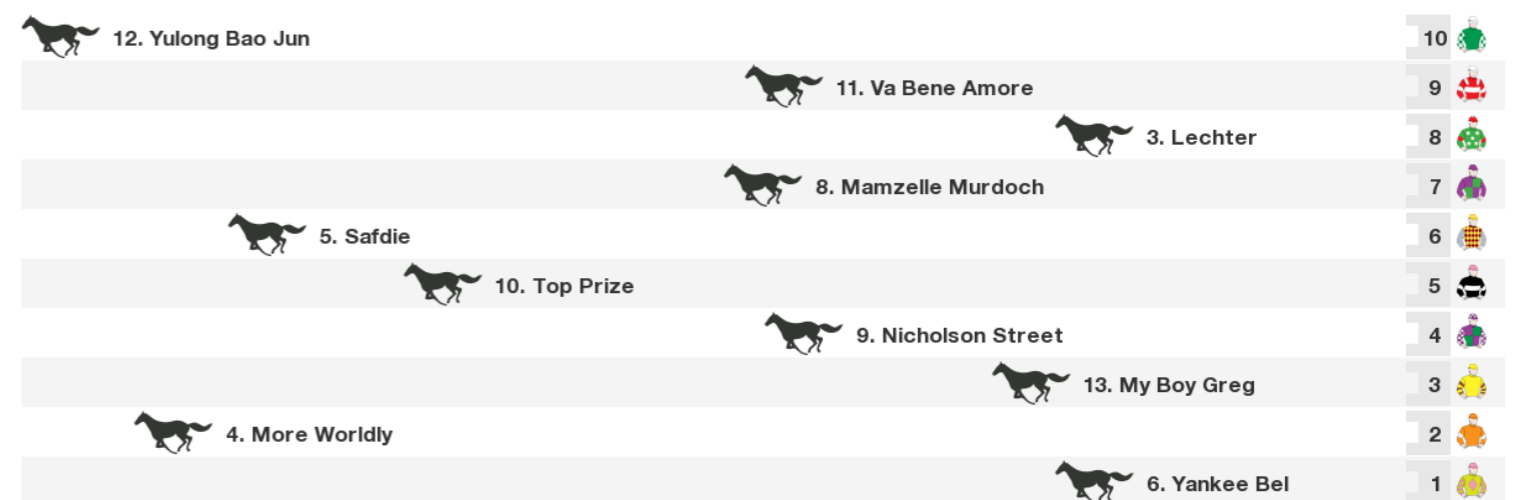 12. Yulong Bao Jun 10
11. Va Bene Amore 9
3. Lechter 8
8. Mamzelle Murdoch 7
5. Safdie 6
10. Top Prize 5
9. Nicholson Street 4
13. My Boy Greg 3
4. More Worldly 2
6. Yankee Bel 1